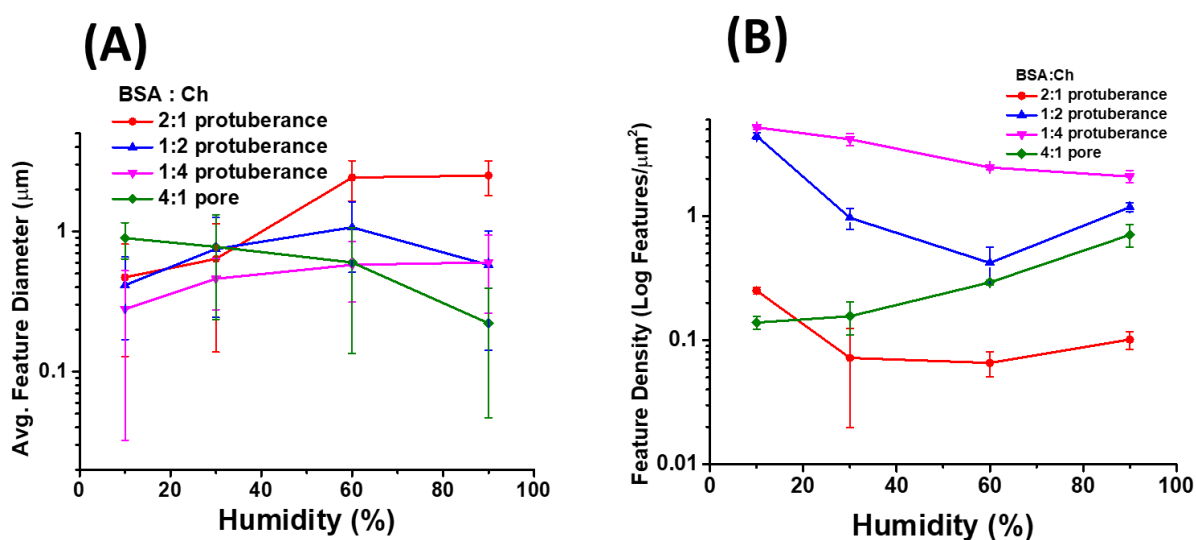 (A)
BSA : Ch
2:1 protuberance
1:2 protuberance
1:4 protuberance
4:1 pore
Avg. Feature Diameter (μm)
1
0.1
0 20 40 60 80 100
Humidity (%)
(B)
BSA:Ch
2:1 protuberance
1:2 protuberance
1:4 protuberance
4:1 pore
Feature Density (Log Features/μm²)
1
0.1
0.01
0 20 40 60 80 100
Humidity (%)